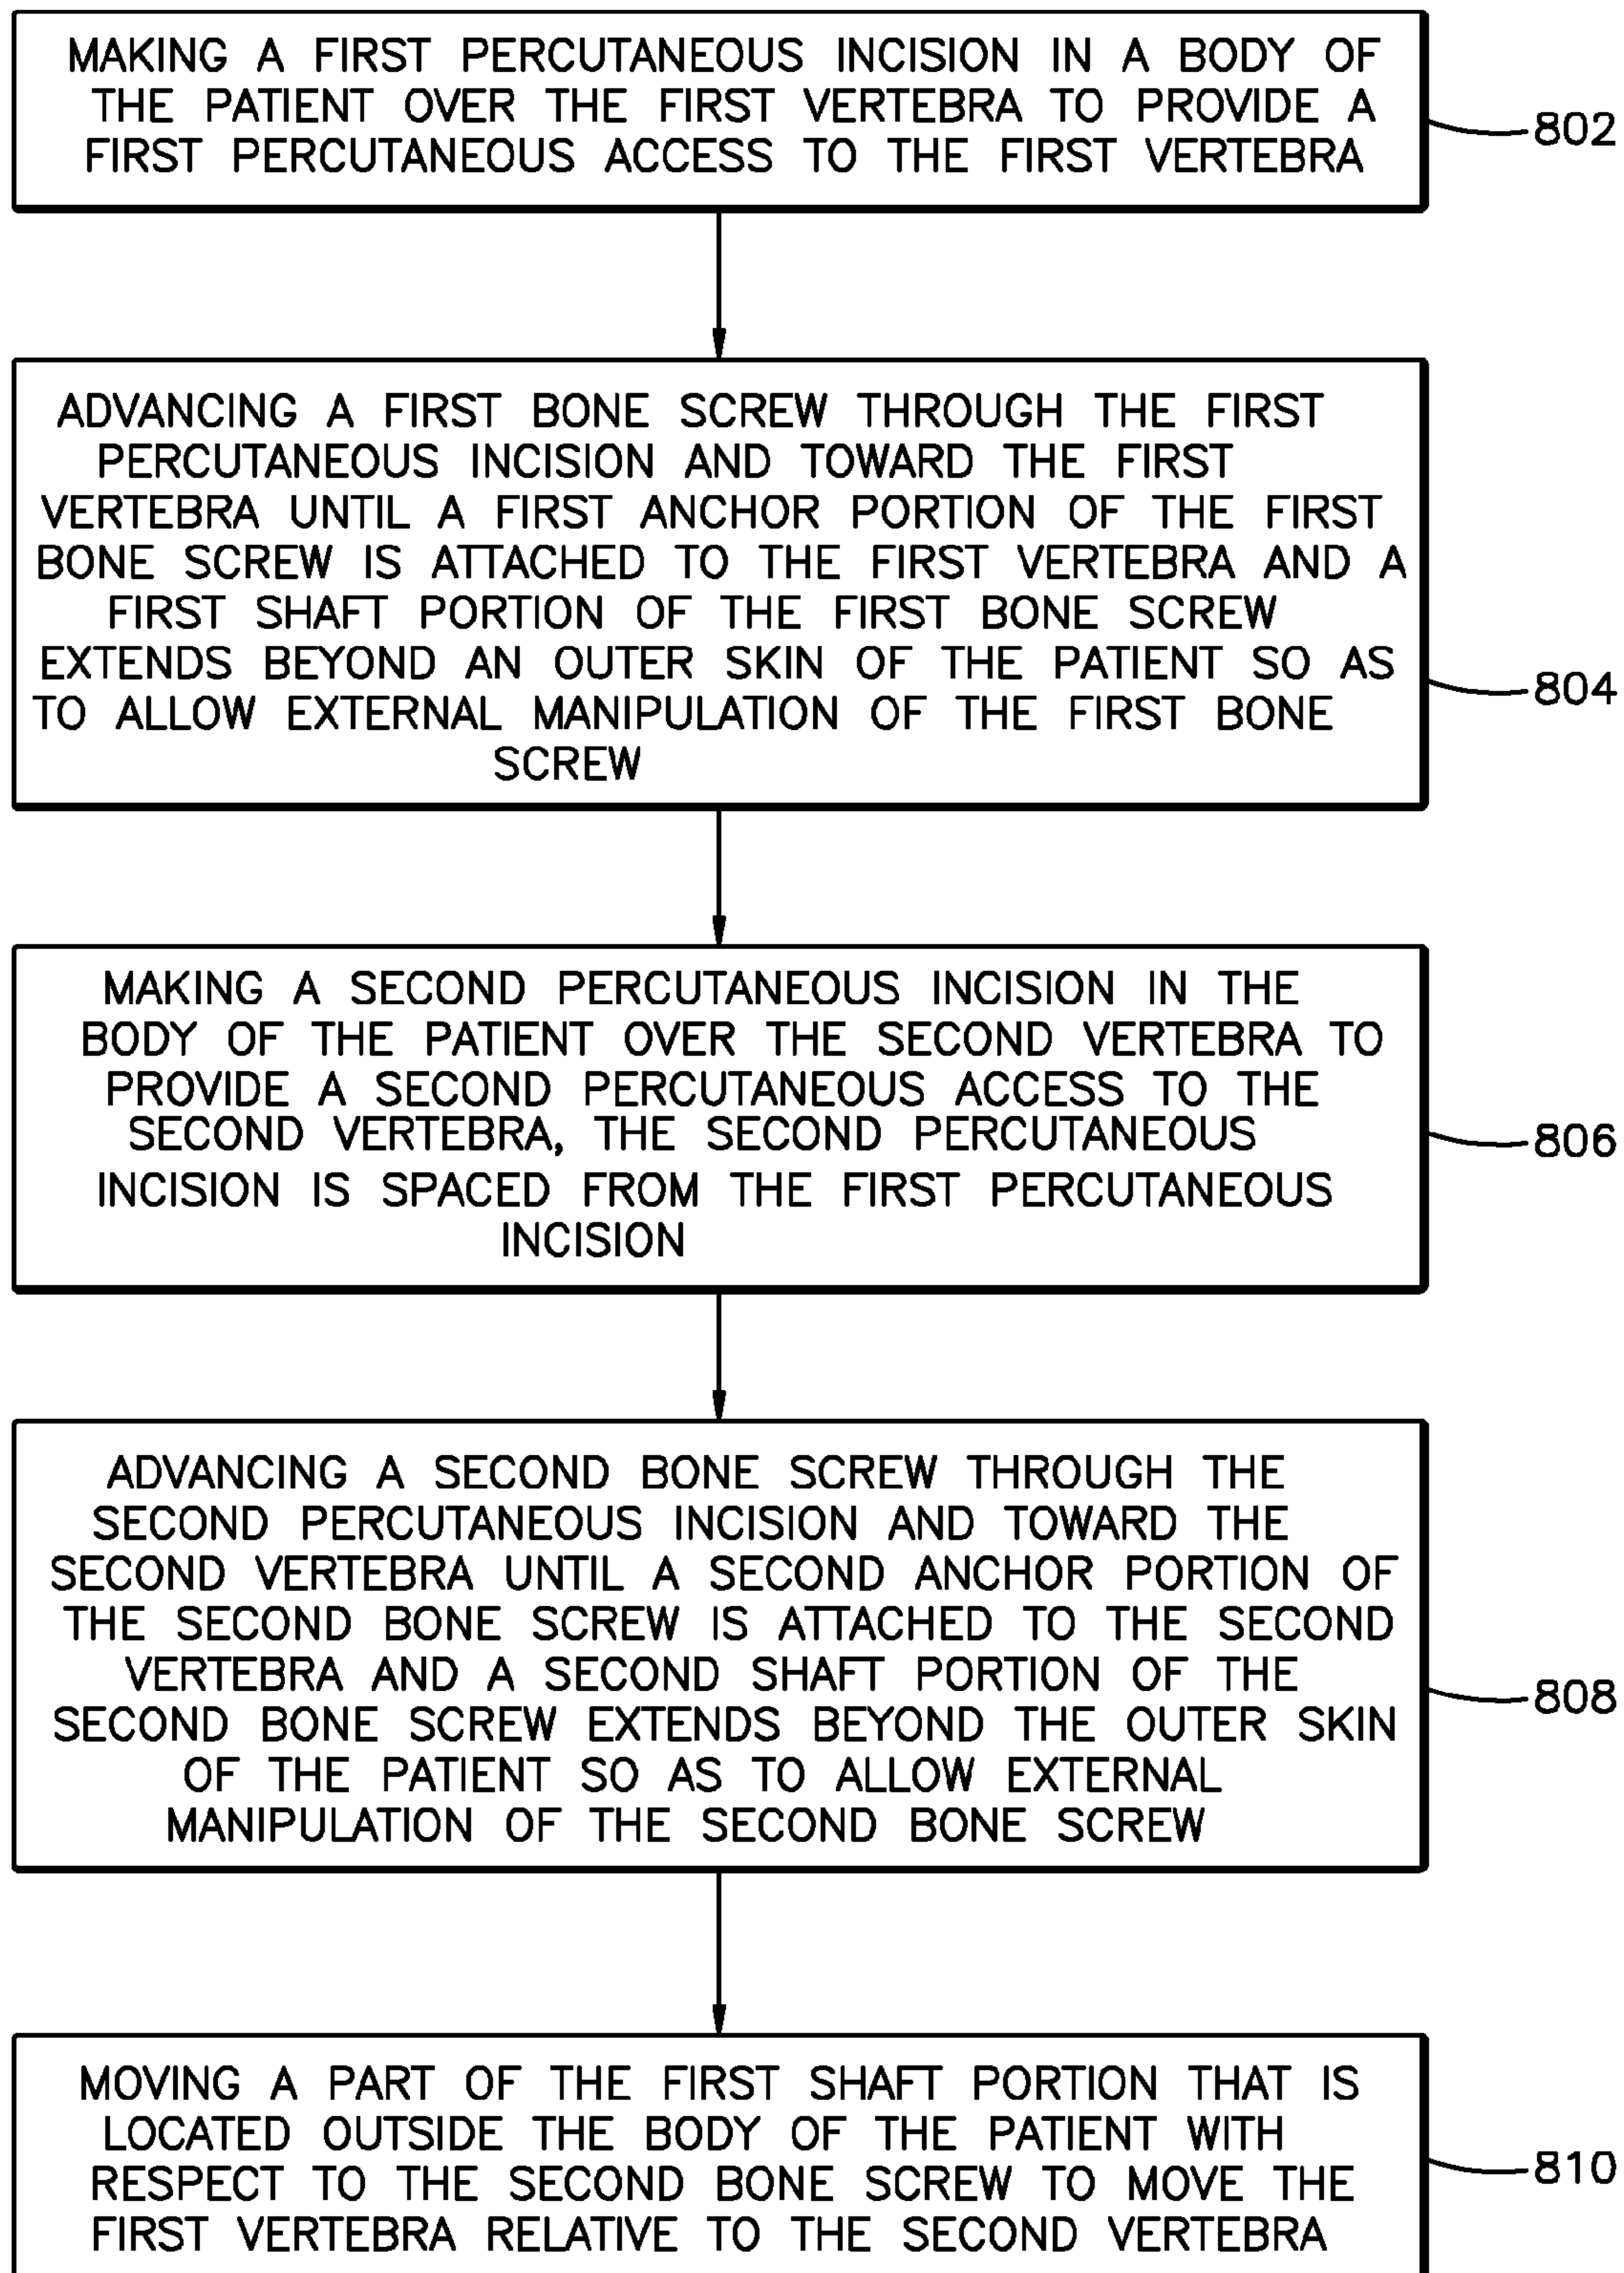 MAKING A FIRST PERCUTANEOUS INCISION IN A BODY OF
THE PATIENT OVER THE FIRST VERTEBRA TO PROVIDE A
FIRST PERCUTANEOUS ACCESS TO THE FIRST VERTEBRA
802
ADVANCING A FIRST BONE SCREW THROUGH THE FIRST
PERCUTANEOUS INCISION AND TOWARD THE FIRST
VERTEBRA UNTIL A FIRST ANCHOR PORTION OF THE FIRST
BONE SCREW IS ATTACHED TO THE FIRST VERTEBRA AND A
FIRST SHAFT PORTION OF THE FIRST BONE SCREW
EXTENDS BEYOND AN OUTER SKIN OF THE PATIENT SO AS
TO ALLOW EXTERNAL MANIPULATION OF THE FIRST BONE
SCREW
804
MAKING A SECOND PERCUTANEOUS INCISION IN THE
BODY OF THE PATIENT OVER THE SECOND VERTEBRA TO
PROVIDE A SECOND PERCUTANEOUS ACCESS TO THE
SECOND VERTEBRA, THE SECOND PERCUTANEOUS
INCISION IS SPACED FROM THE FIRST PERCUTANEOUS
INCISION
806
ADVANCING A SECOND BONE SCREW THROUGH THE
SECOND PERCUTANEOUS INCISION AND TOWARD THE
SECOND VERTEBRA UNTIL A SECOND ANCHOR PORTION OF
THE SECOND BONE SCREW IS ATTACHED TO THE SECOND
VERTEBRA AND A SECOND SHAFT PORTION OF THE
SECOND BONE SCREW EXTENDS BEYOND THE OUTER SKIN
OF THE PATIENT SO AS TO ALLOW EXTERNAL
MANIPULATION OF THE SECOND BONE SCREW
808
MOVING A PART OF THE FIRST SHAFT PORTION THAT IS
LOCATED OUTSIDE THE BODY OF THE PATIENT WITH
RESPECT TO THE SECOND BONE SCREW TO MOVE THE
FIRST VERTEBRA RELATIVE TO THE SECOND VERTEBRA
810